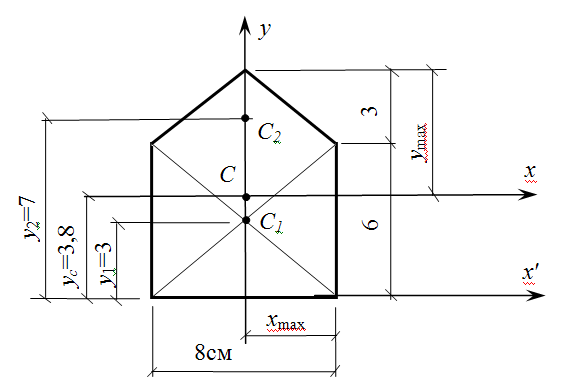 y
3
C2
ymax
C
x
y2=7
yc=3,8
y1=3
C1
6
x'
xmax
8см